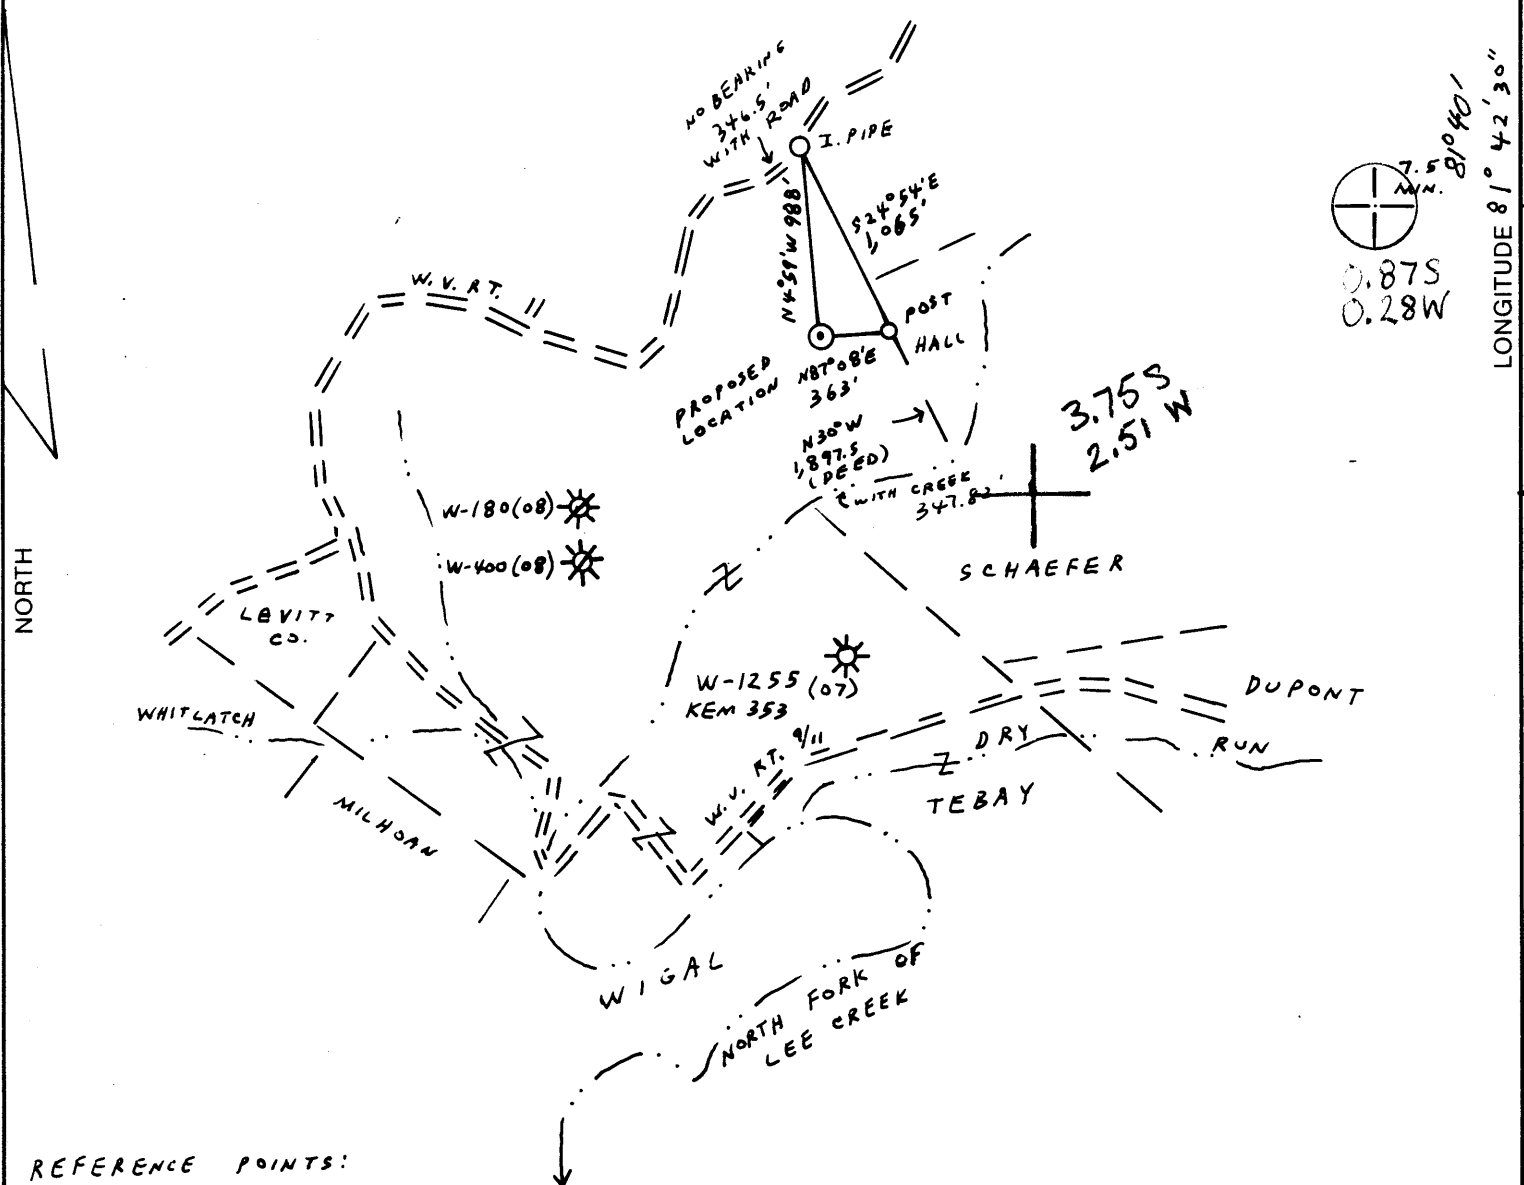 NO BEARING
346.5'
WITH ROAD
I. PIPE
N4°59'W 988'
S24°54'E
1,065'
7.5
MIN.
81°40'
LONGITUDE 81° 42' 30"
0.87S
0.28W
W.V. RT.
POST
HALL
PROPOSED
LOCATION
N87°08'E
363'
3.75 S
2.51 W
N30°W
1,897.5
(DEED)
WITH CREEK
347.82'
W-180(08)
W-400(08)
SCHAEFER
NORTH
LEVITT
CO.
W-1255 (07)
KEM 353
WHITLATCH
DUPONT
W.V. RT. 9/11
DRY RUN
TEBAY
MILHOAN
WIGAL
NORTH FORK OF
LEE CREEK
REFERENCE POINTS: